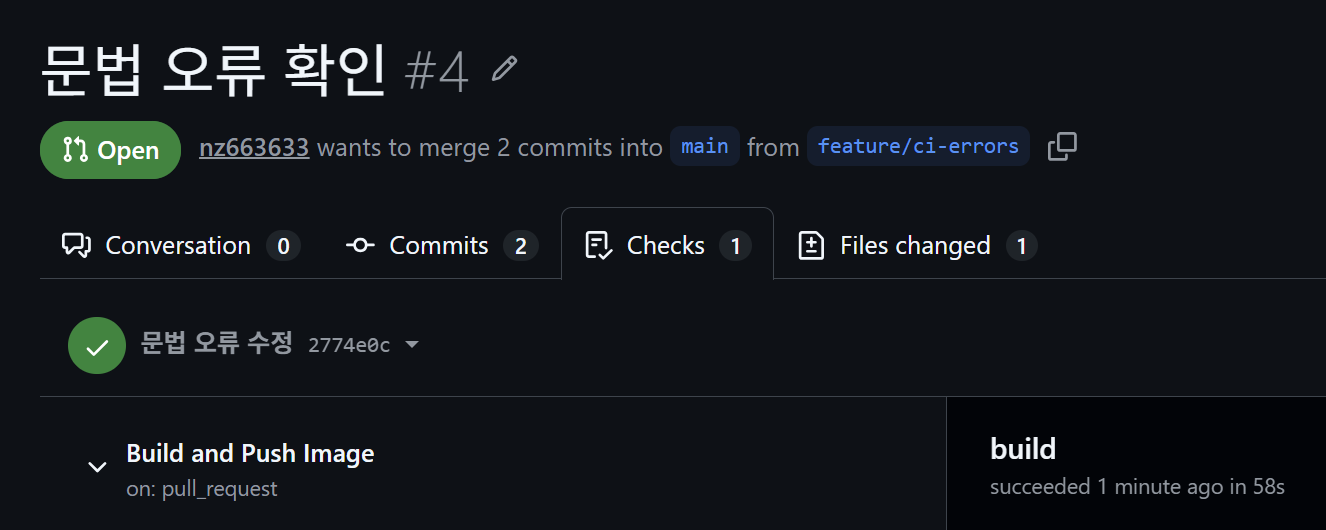 문법 오류 확인 #4
Open nz663633 wants to merge 2 commits into main from feature/ci-errors
Conversation 0 Commits 2 Checks 1 Files changed 1
문법 오류 수정 2774e0c
Build and Push Image
on: pull_request
build
succeeded 1 minute ago in 58s